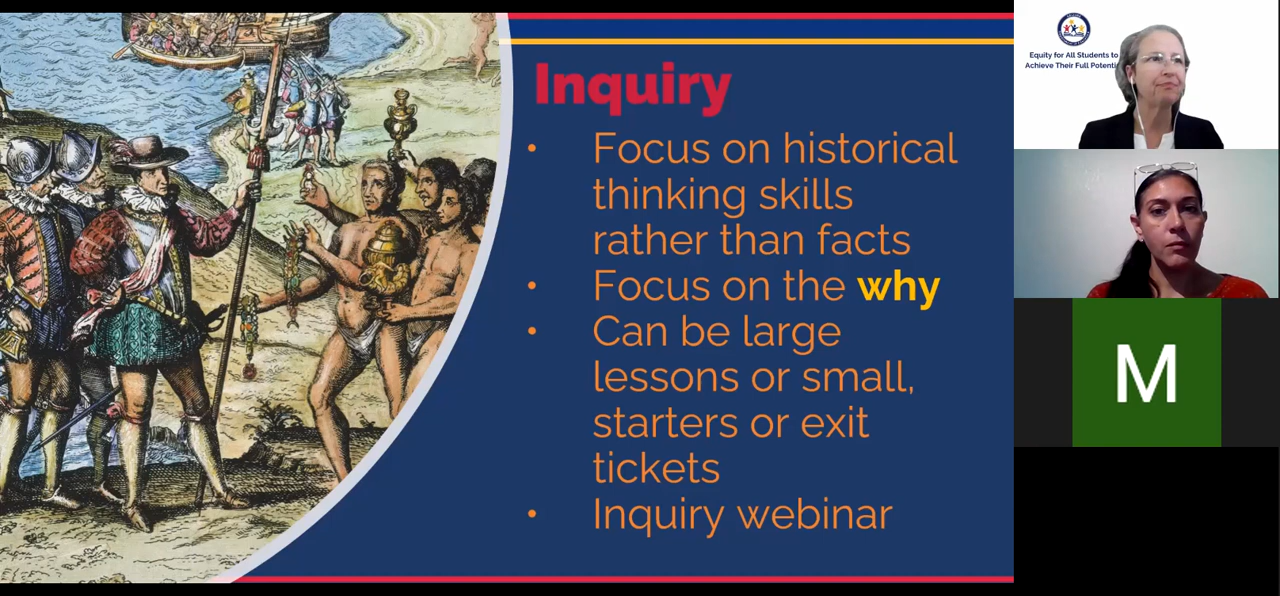 Inquiry
• Focus on historical
thinking skills
rather than facts
• Focus on the why
• Can be large
lessons or small,
starters or exit
tickets
• Inquiry webinar
Equity for All Students to
Achieve Their Full Potenti
M